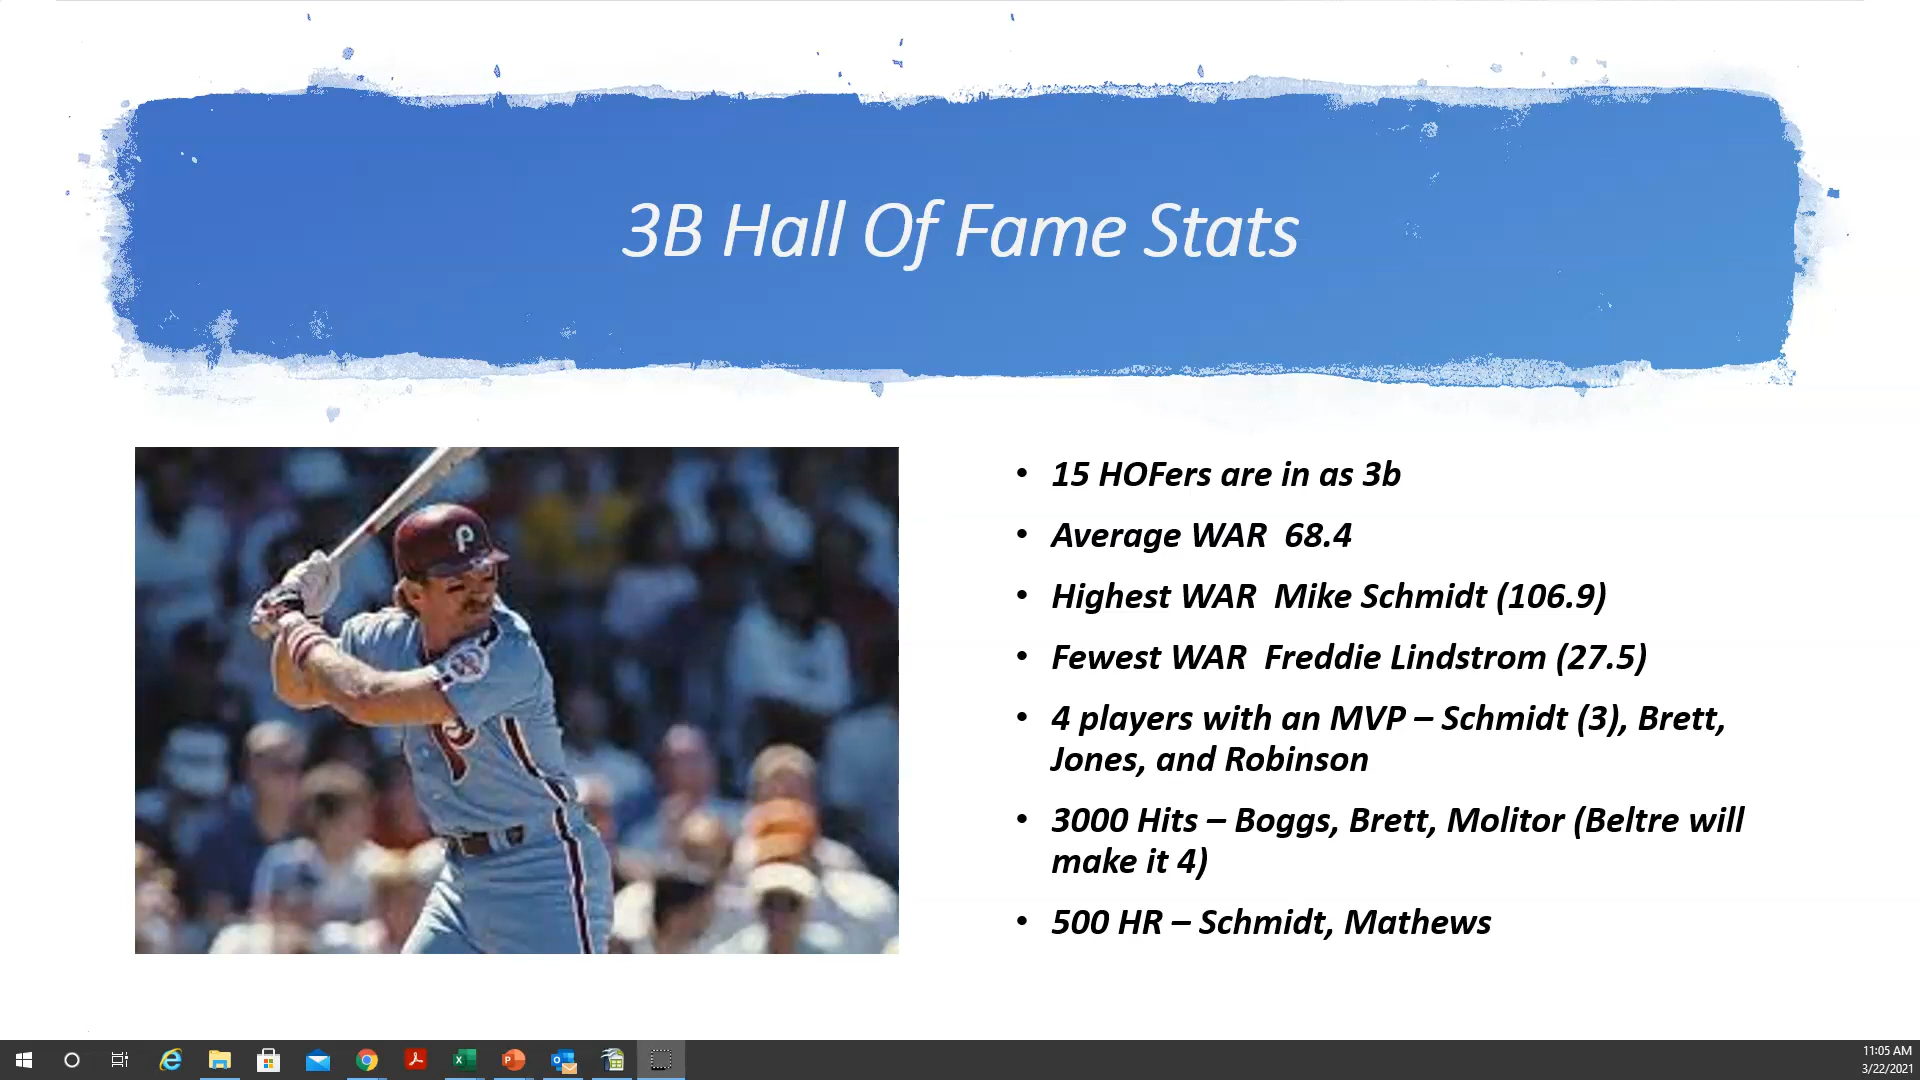 3B Hall Of Fame Stats
P
• 15 HOFers are in as 3b
• Average WAR  68.4
• Highest WAR  Mike Schmidt (106.9)
• Fewest WAR  Freddie Lindstrom (27.5)
• 4 players with an MVP – Schmidt (3), Brett,
Jones, and Robinson
• 3000 Hits – Boggs, Brett, Molitor (Beltre will
make it 4)
• 500 HR – Schmidt, Mathews
11:05 AM
3/22/2021